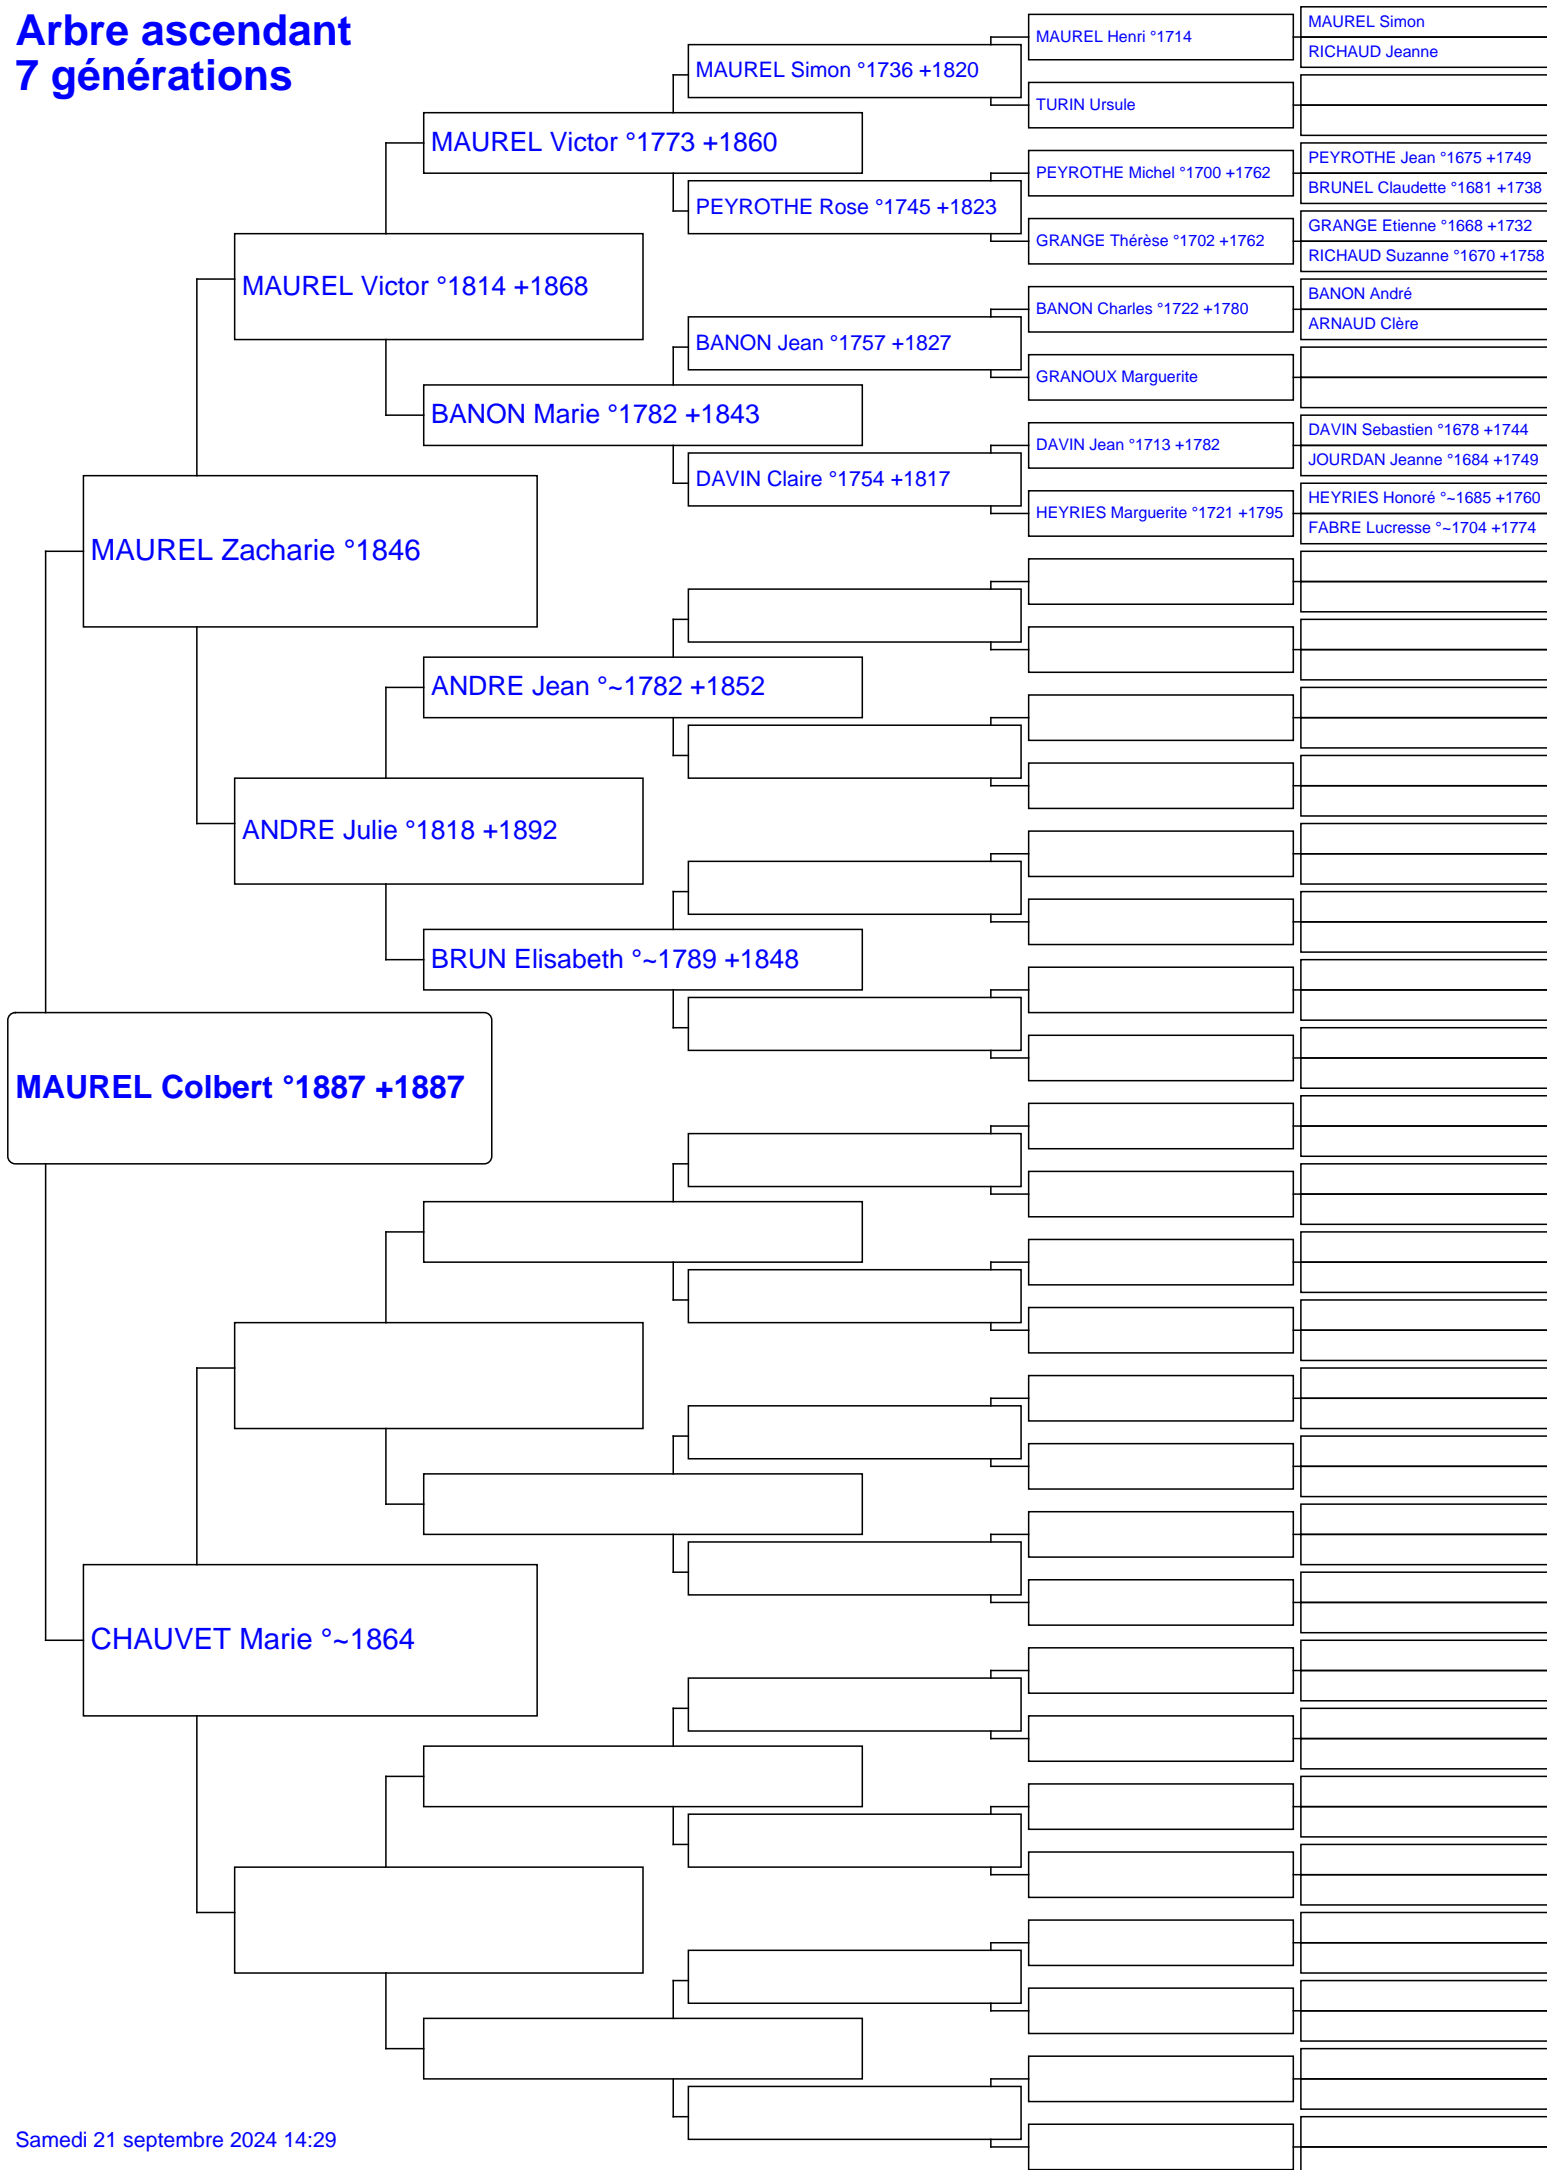 Arbre ascendant
7 générations
MAUREL Colbert °1887 +1887
MAUREL Zacharie °1846
CHAUVET Marie °~1864
MAUREL Victor °1814 +1868
ANDRE Julie °1818 +1892
MAUREL Victor °1773 +1860
BANON Marie °1782 +1843
ANDRE Jean °~1782 +1852
BRUN Elisabeth °~1789 +1848
MAUREL Simon °1736 +1820
PEYROTHE Rose °1745 +1823
BANON Jean °1757 +1827
DAVIN Claire °1754 +1817
MAUREL Henri °1714
TURIN Ursule
PEYROTHE Michel °1700 +1762
GRANGE Thérèse °1702 +1762
BANON Charles °1722 +1780
GRANOUX Marguerite
DAVIN Jean °1713 +1782
HEYRIES Marguerite °1721 +1795
MAUREL Simon
RICHAUD Jeanne
PEYROTHE Jean °1675 +1749
BRUNEL Claudette °1681 +1738
GRANGE Etienne °1668 +1732
RICHAUD Suzanne °1670 +1758
BANON André
ARNAUD Clère
DAVIN Sebastien °1678 +1744
JOURDAN Jeanne °1684 +1749
HEYRIES Honoré °~1685 +1760
FABRE Lucresse °~1704 +1774
Samedi 21 septembre 2024 14:29